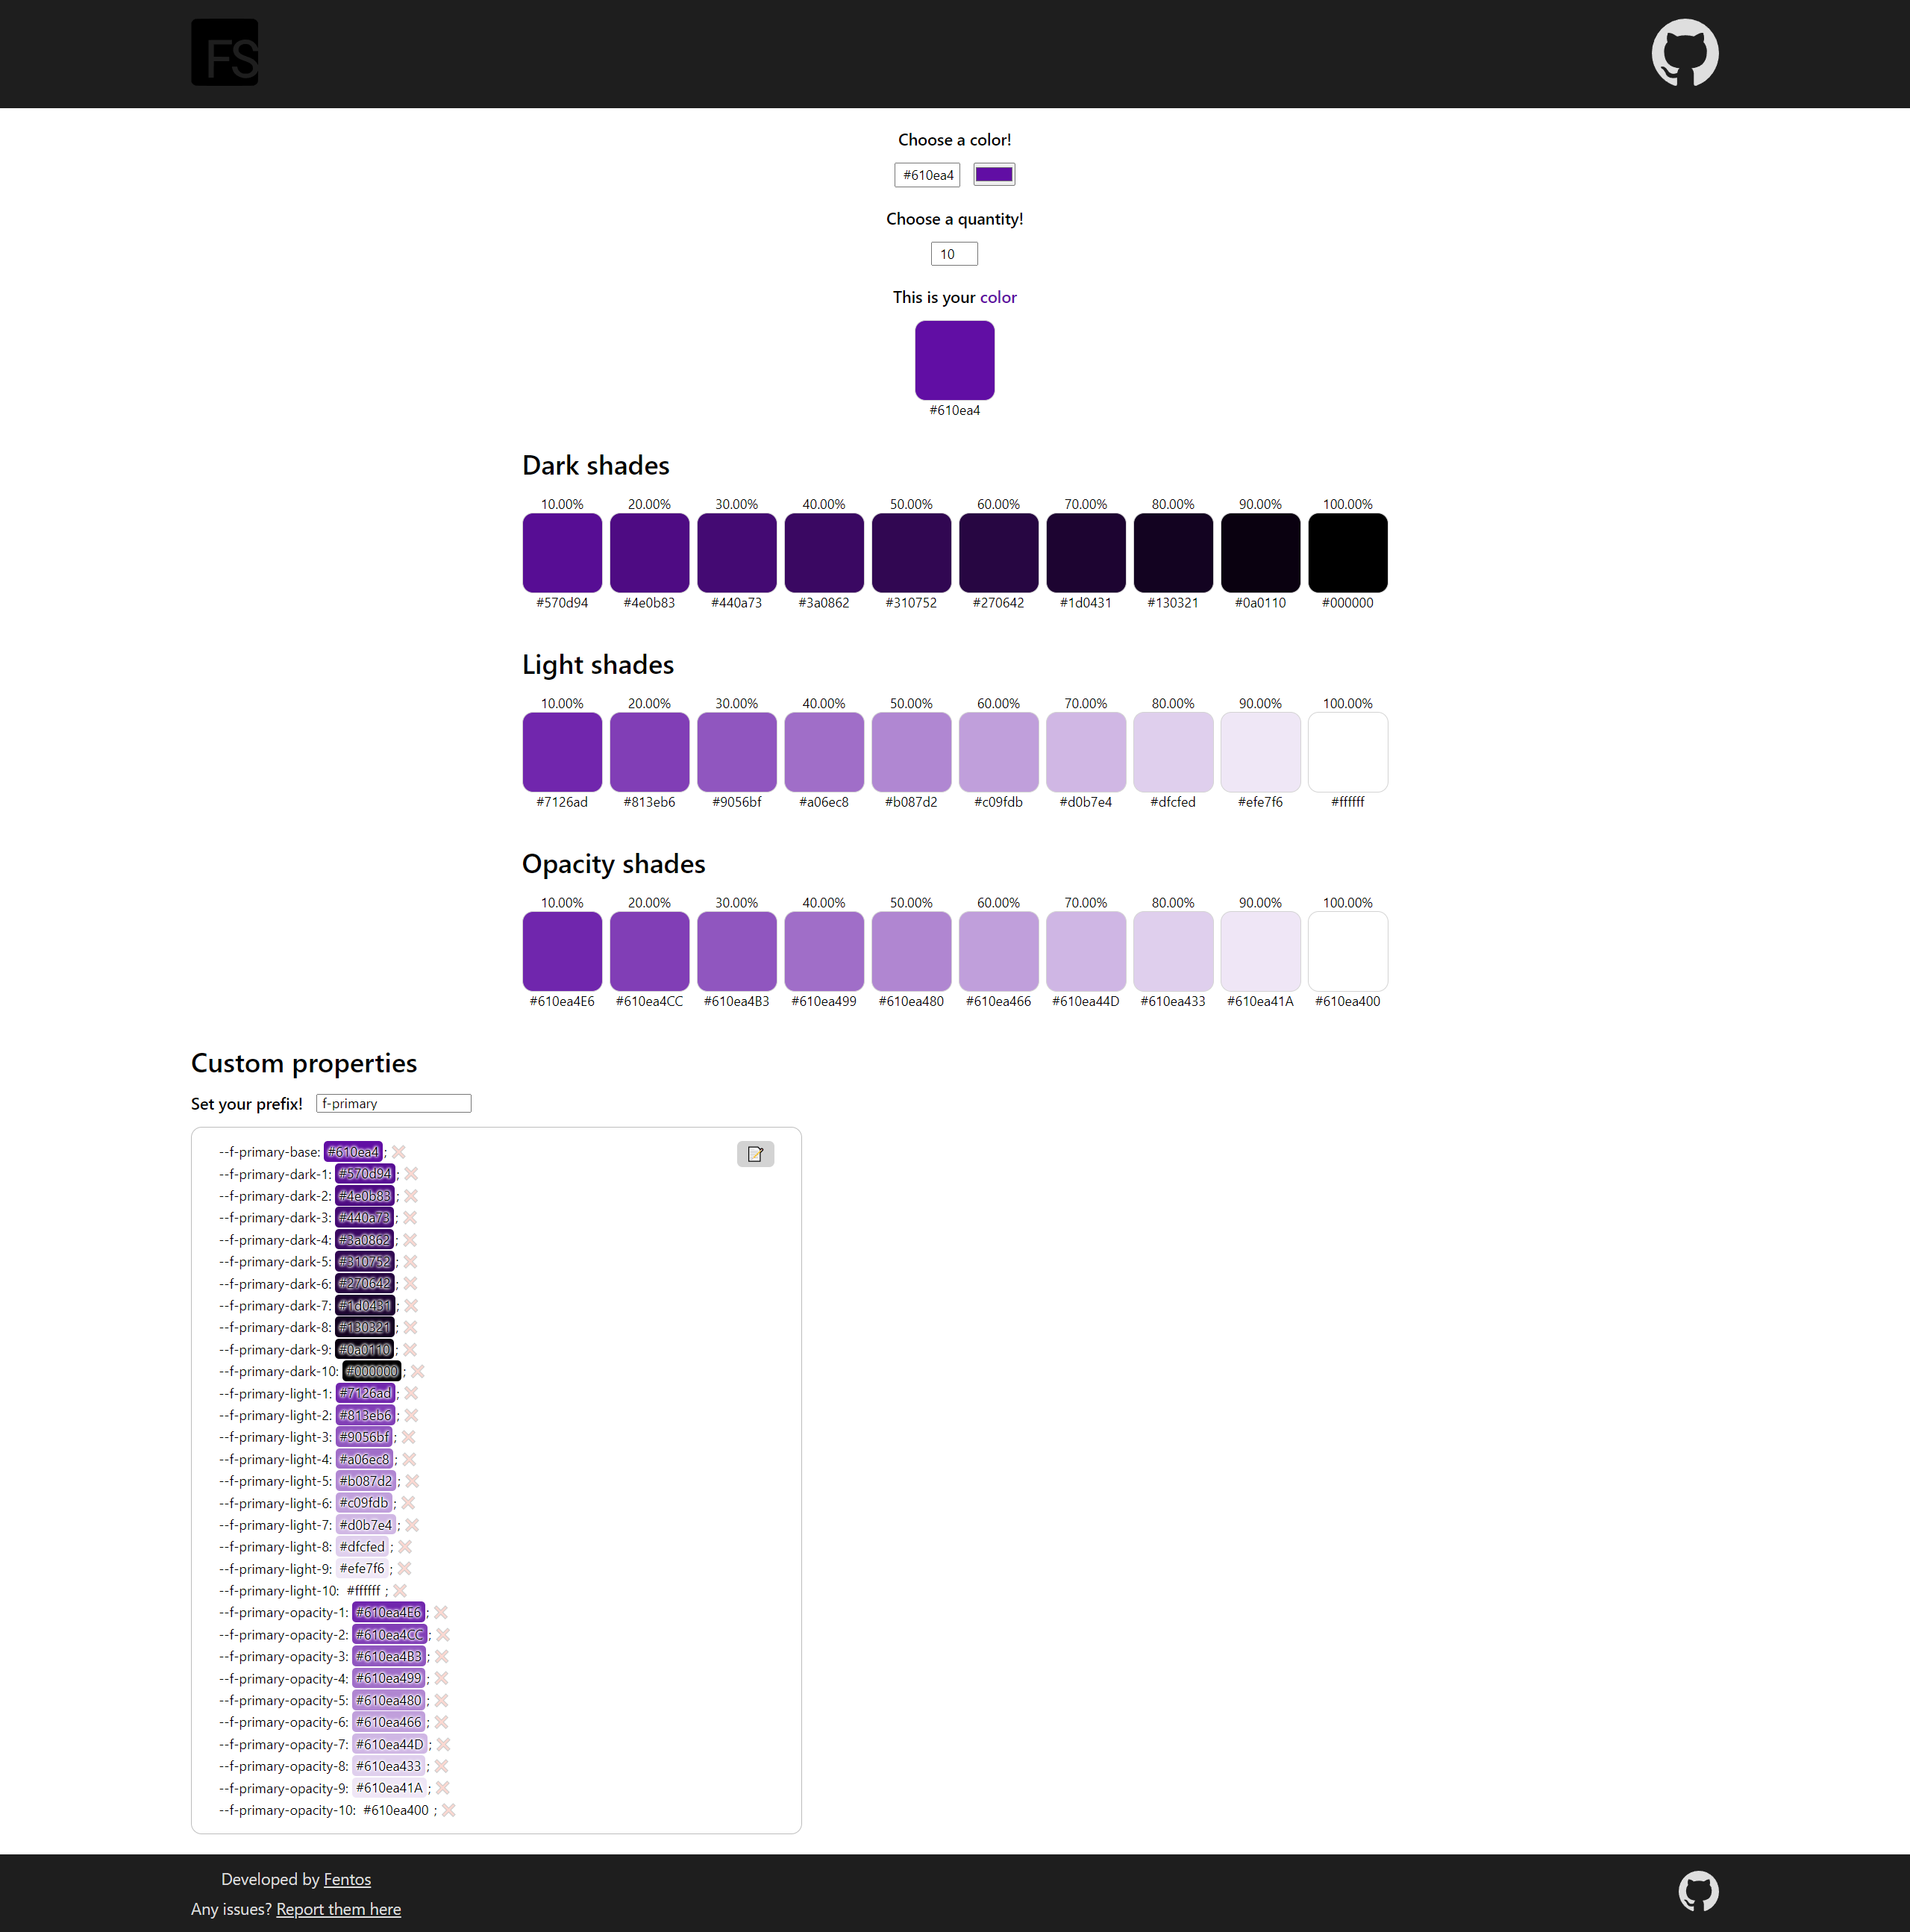 FS
Choose a color!
#610ea4
Choose a quantity!
10
This is your color
#610ea4
Dark shades
10.00% 20.00% 30.00% 40.00% 50.00% 60.00% 70.00% 80.00% 90.00% 100.00%
#570d94 #4e0b83 #440a73 #3a0862 #310752 #270642 #1d0431 #130321 #0a0110 #000000
Light shades
10.00% 20.00% 30.00% 40.00% 50.00% 60.00% 70.00% 80.00% 90.00% 100.00%
#7126ad #813eb6 #9056bf #a06ec8 #b087d2 #c09fdb #d0b7e4 #dfcfed #efe7f6 #ffffff
Opacity shades
10.00% 20.00% 30.00% 40.00% 50.00% 60.00% 70.00% 80.00% 90.00% 100.00%
#610ea4E6 #610ea4CC #610ea4B3 #610ea499 #610ea480 #610ea466 #610ea44D #610ea433 #610ea41A #610ea400
Custom properties
Set your prefix! f-primary
--f-primary-base: #610ea4;
--f-primary-dark-1: #570d94;
--f-primary-dark-2: #4e0b83;
--f-primary-dark-3: #440a73;
--f-primary-dark-4: #3a0862;
--f-primary-dark-5: #310752;
--f-primary-dark-6: #270642;
--f-primary-dark-7: #1d0431;
--f-primary-dark-8: #130321;
--f-primary-dark-9: #0a0110;
--f-primary-dark-10: #000000;
--f-primary-light-1: #7126ad;
--f-primary-light-2: #813eb6;
--f-primary-light-3: #9056bf;
--f-primary-light-4: #a06ec8;
--f-primary-light-5: #b087d2;
--f-primary-light-6: #c09fdb;
--f-primary-light-7: #d0b7e4;
--f-primary-light-8: #dfcfed;
--f-primary-light-9: #efe7f6;
--f-primary-light-10: #ffffff;
--f-primary-opacity-1: #610ea4E6;
--f-primary-opacity-2: #610ea4CC;
--f-primary-opacity-3: #610ea4B3;
--f-primary-opacity-4: #610ea499;
--f-primary-opacity-5: #610ea480;
--f-primary-opacity-6: #610ea466;
--f-primary-opacity-7: #610ea44D;
--f-primary-opacity-8: #610ea433;
--f-primary-opacity-9: #610ea41A;
--f-primary-opacity-10: #610ea400;
Developed by Fentos
Any issues? Report them here